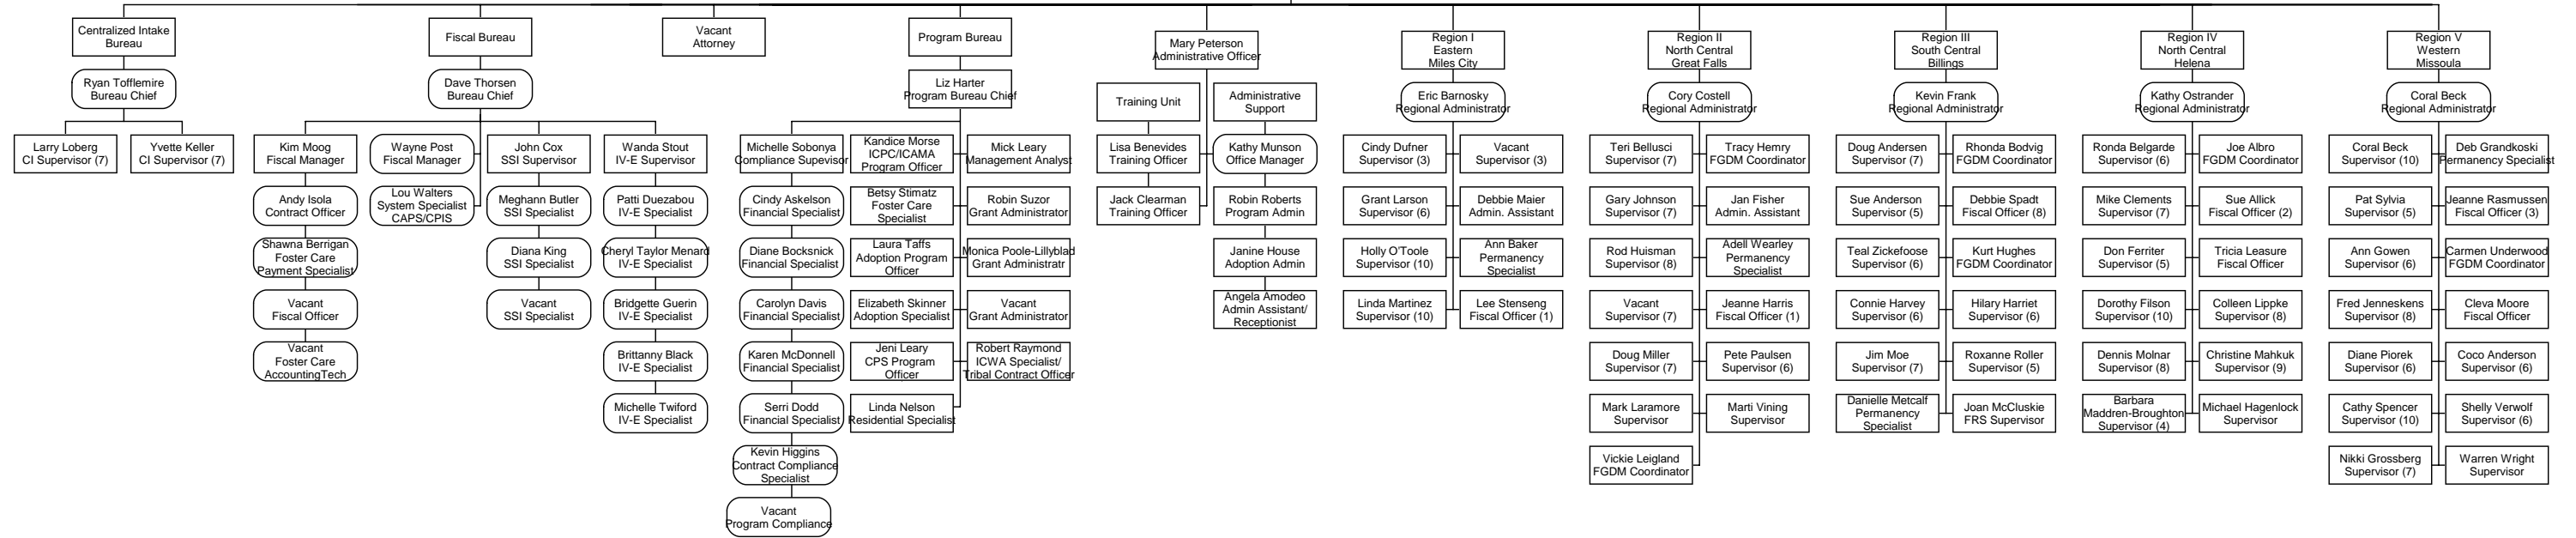 Centralized Intake
Bureau
Ryan Tofflemire
Bureau Chief
Larry Loberg
CI Supervisor (7)
Yvette Keller
CI Supervisor (7)
Fiscal Bureau
Dave Thorsen
Bureau Chief
Kim Moog
Fiscal Manager
Andy Isola
Contract Officer
Shawna Berrigan
Foster Care
Payment Specialist
Vacant
Fiscal Officer
Vacant
Foster Care
AccountingTech
Wayne Post
Fiscal Manager
Lou Walters
System Specialist
CAPS/CPIS
John Cox
SSI Supervisor
Meghann Butler
SSI Specialist
Diana King
SSI Specialist
Vacant
SSI Specialist
Wanda Stout
IV-E Supervisor
Patti Duezabou
IV-E Specialist
Cheryl Taylor Menard
IV-E Specialist
Bridgette Guerin
IV-E Specialist
Brittanny Black
IV-E Specialist
Michelle Twiford
IV-E Specialist
Vacant
Attorney
Program Bureau
Liz Harter
Program Bureau Chief
Michelle Sobonya
Compliance Supevisor
Cindy Askelson
Financial Specialist
Diane Bocksnick
Financial Specialist
Carolyn Davis
Financial Specialist
Karen McDonnell
Financial Specialist
Serri Dodd
Financial Specialist
Kevin Higgins
Contract Compliance
Specialist
Vacant
Program Compliance
Kandice Morse
ICPC/ICAMA
Program Officer
Betsy Stimatz
Foster Care
Specialist
Laura Taffs
Adoption Program
Officer
Elizabeth Skinner
Adoption Specialist
Jeni Leary
CPS Program
Officer
Linda Nelson
Residential Specialist
Mick Leary
Management Analyst
Robin Suzor
Grant Administrator
Monica Poole-Lillyblad
Grant Administratr
Vacant
Grant Administrator
Robert Raymond
ICWA Specialist/
Tribal Contract Officer
Mary Peterson
Administrative Officer
Training Unit
Lisa Benevides
Training Officer
Jack Clearman
Training Officer
Administrative
Support
Kathy Munson
Office Manager
Robin Roberts
Program Admin
Janine House
Adoption Admin
Angela Amodeo
Admin Assistant/
Receptionist
Region I
Eastern
Miles City
Eric Barnosky
Regional Administrator
Cindy Dufner
Supervisor (3)
Grant Larson
Supervisor (6)
Holly O'Toole
Supervisor (10)
Linda Martinez
Supervisor (10)
Vacant
Supervisor (3)
Debbie Maier
Admin. Assistant
Ann Baker
Permanency
Specialist
Lee Stenseng
Fiscal Officer (1)
Region II
North Central
Great Falls
Cory Costell
Regional Administrator
Teri Bellusci
Supervisor (7)
Gary Johnson
Supervisor (7)
Rod Huisman
Supervisor (8)
Vacant
Supervisor (7)
Doug Miller
Supervisor (7)
Mark Laramore
Supervisor
Vickie Leigland
FGDM Coordinator
Tracy Hemry
FGDM Coordinator
Jan Fisher
Admin. Assistant
Adell Wearley
Permanency
Specialist
Jeanne Harris
Fiscal Officer (1)
Pete Paulsen
Supervisor (6)
Marti Vining
Supervisor
Region III
South Central
Billings
Kevin Frank
Regional Administrator
Doug Andersen
Supervisor (7)
Sue Anderson
Supervisor (5)
Teal Zickefoose
Supervisor (6)
Connie Harvey
Supervisor (6)
Jim Moe
Supervisor (7)
Danielle Metcalf
Permanency
Specialist
Rhonda Bodvig
FGDM Coordinator
Debbie Spadt
Fiscal Officer (8)
Kurt Hughes
FGDM Coordinator
Hilary Harriet
Supervisor (6)
Roxanne Roller
Supervisor (5)
Joan McCluskie
FRS Supervisor
Region IV
North Central
Helena
Kathy Ostrander
Regional Administrator
Ronda Belgarde
Supervisor (6)
Mike Clements
Supervisor (7)
Don Ferriter
Supervisor (5)
Dorothy Filson
Supervisor (10)
Dennis Molnar
Supervisor (8)
Barbara
Maddren-Broughton
Supervisor (4)
Joe Albro
FGDM Coordinator
Sue Allick
Fiscal Officer (2)
Tricia Leasure
Fiscal Officer
Colleen Lippke
Supervisor (8)
Christine Mahkuk
Supervisor (9)
Michael Hagenlock
Supervisor
Region V
Western
Missoula
Coral Beck
Regional Administrator
Coral Beck
Supervisor (10)
Pat Sylvia
Supervisor (5)
Ann Gowen
Supervisor (6)
Fred Jenneskens
Supervisor (8)
Diane Piorek
Supervisor (6)
Cathy Spencer
Supervisor (10)
Nikki Grossberg
Supervisor (7)
Deb Grandkoski
Permanency Specialist
Jeanne Rasmussen
Fiscal Officer (3)
Carmen Underwood
FGDM Coordinator
Cleva Moore
Fiscal Officer
Coco Anderson
Supervisor (6)
Shelly Verwolf
Supervisor (6)
Warren Wright
Supervisor